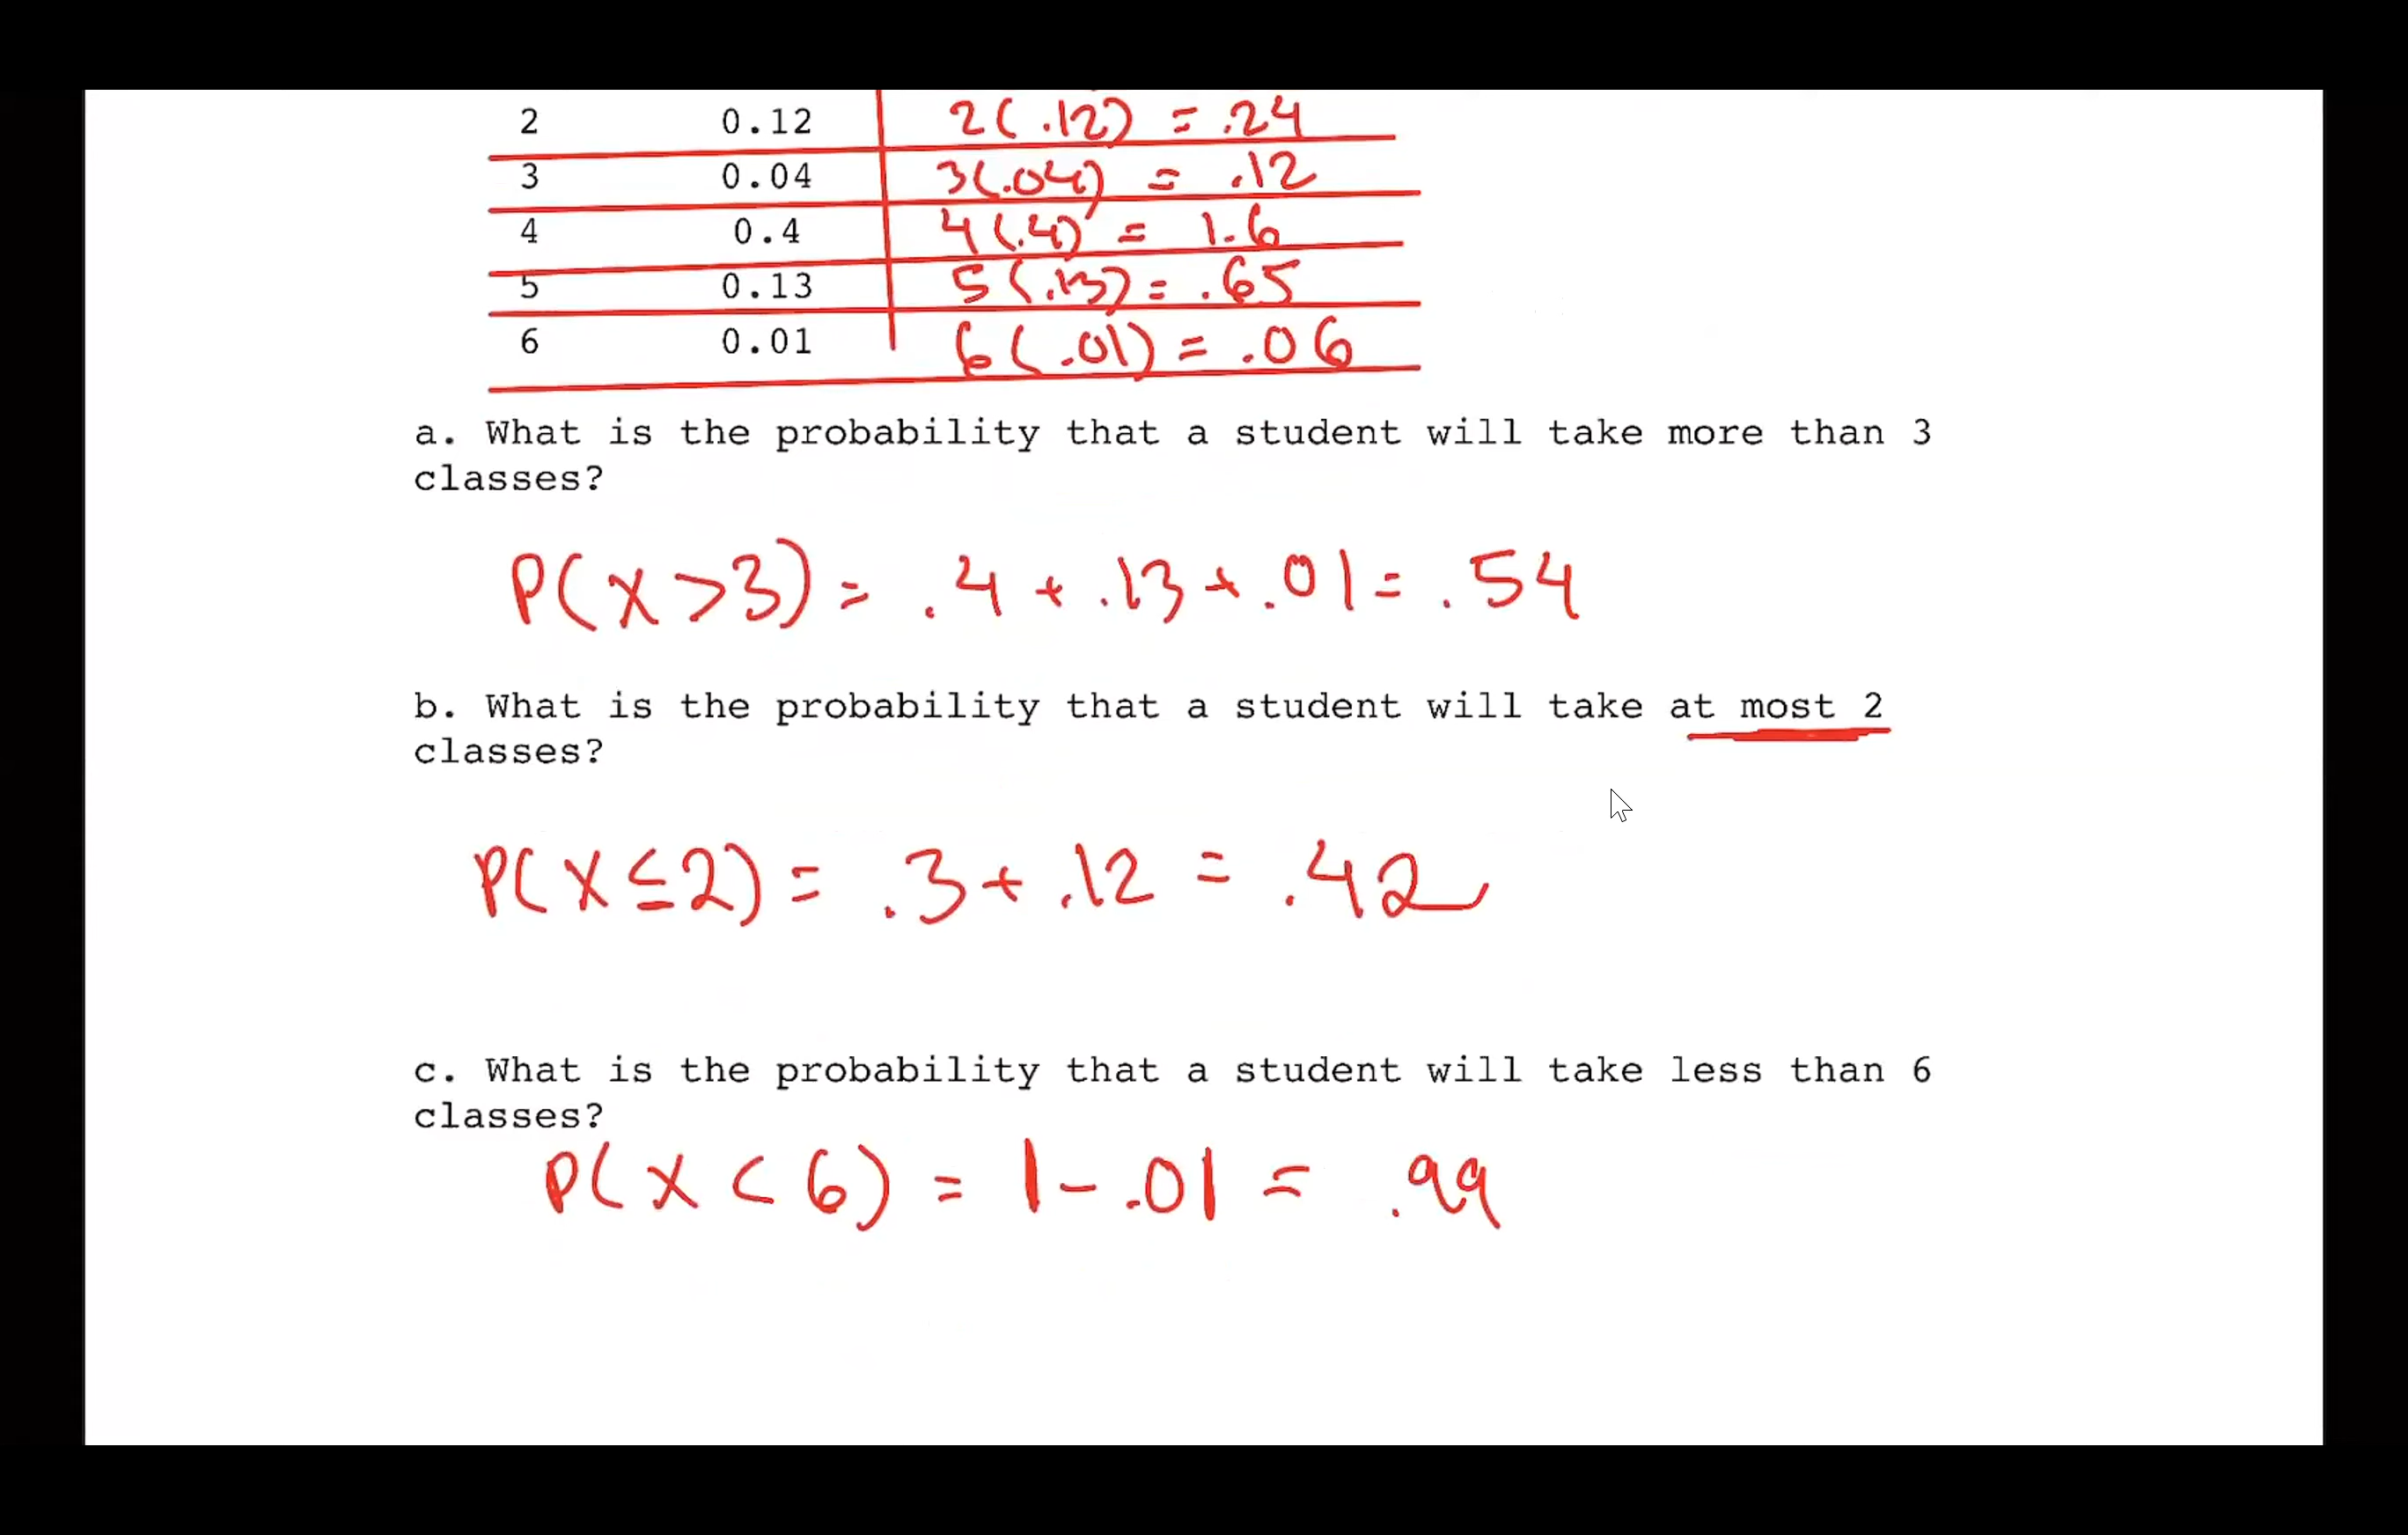 2 0.12 2(.12) = .24
3 0.04 3(.04) = .12
4 0.4 4(.4) = 1.6
5 0.13 5(.13) = .65
6 0.01 6(.01) = .06
a. What is the probability that a student will take more than 3
classes?
P(x>3) = .4 + .13 + .01 = .54
b. What is the probability that a student will take at most 2
classes?
P(x≤2) = .3 + .12 = .42
c. What is the probability that a student will take less than 6
classes?
P(x<6) = 1 - .01 = .99